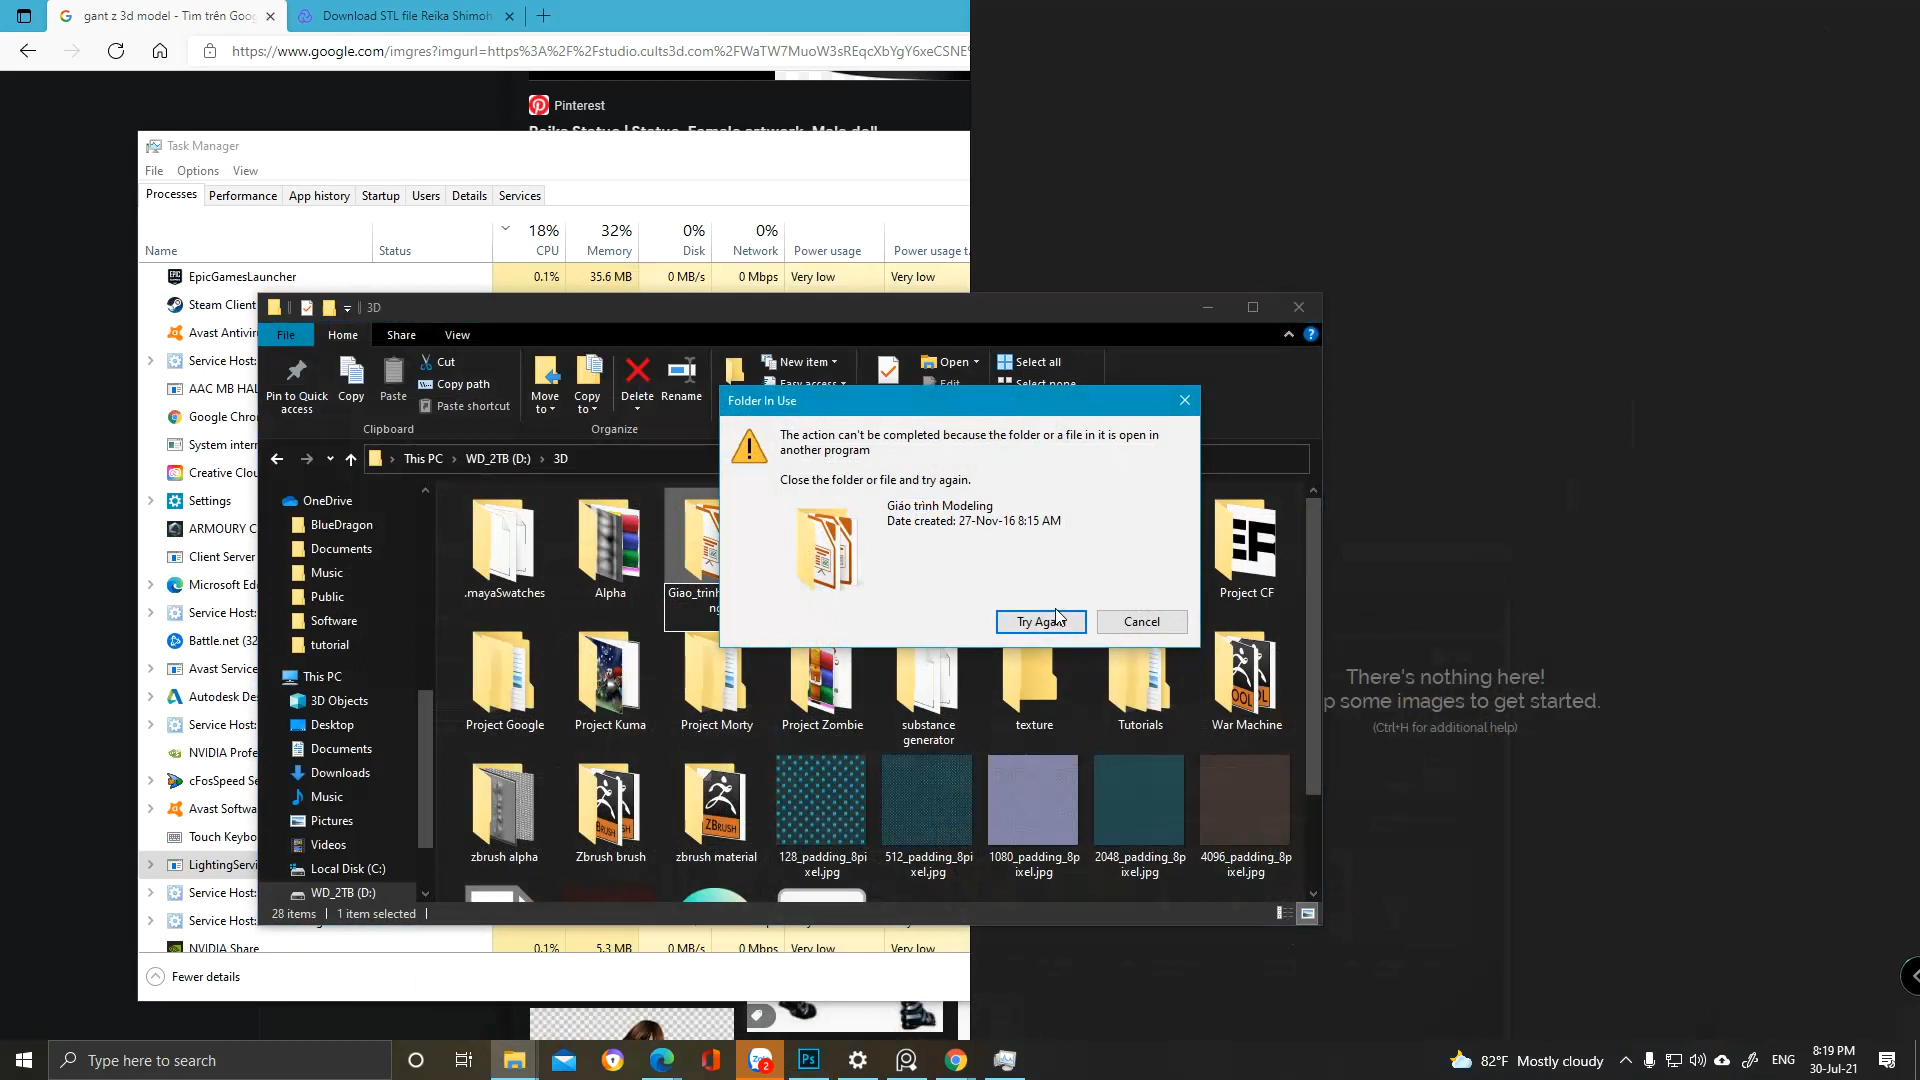 gant z 3d model - Tìm trên Goog
Download STL file Reika Shimoh
https://www.google.com/imgres?imgurl=https%3A%2F%2Fstudio.cults3d.com%2FWaTW7MuoW3sREqcXbYgY6xeCSNE%
Pinterest
Reika Statue | Statue, Female artwork, Male doll
Task Manager
File Options View
Processes Performance App history Startup Users Details Services
18% 32% 0% 0%
Name Status CPU Memory Disk Network Power usage Power usage t.
EpicGamesLauncher 0.1% 35.6 MB 0 MB/s 0 Mbps Very low Very low
Steam Client
Avast Antivir
Service Host:
AAC MB HAL
Google Chro
System inter
Creative Clou
Settings
ARMOURY C
Client Server
Microsoft Ed
Service Host:
Battle.net (32
Avast Service
Autodesk Des
Service Host:
NVIDIA Profe
cFosSpeed Se
Avast Softwa
Touch Keybo
LightingServi
Service Host:
Service Host:
NVIDIA Share 0.1% 5.3 MB 0 MB/s 0 Mbps Very low Very low
Fewer details
3D
File Home Share View
Pin to Quick access
Copy
Paste
Cut
Copy path
Paste shortcut
Clipboard
Move to
Copy to
Delete
Rename
Organize
New item
Easy access
Open
Edit
Select all
Select none
This PC WD_2TB (D:) 3D
OneDrive
BlueDragon
Documents
Music
Public
Software
tutorial
This PC
3D Objects
Desktop
Documents
Downloads
Music
Pictures
Videos
Local Disk (C:)
WD_2TB (D:)
.mayaSwatches
Alpha
Giao_trinh
ng
Project CF
Project Google
Project Kuma
Project Morty
Project Zombie
substance
generator
texture
Tutorials
War Machine
zbrush alpha
Zbrush brush
zbrush material
128_padding_8pi
xel.jpg
512_padding_8pi
xel.jpg
1080_padding_8p
ixel.jpg
2048_padding_8p
ixel.jpg
4096_padding_8p
ixel.jpg
28 items 1 item selected
Folder In Use
The action can't be completed because the folder or a file in it is open in
another program
Close the folder or file and try again.
Giáo trình Modeling
Date created: 27-Nov-16 8:15 AM
Try Again
Cancel
There's nothing here!
p some images to get started.
(Ctrl+H for additional help)
Type here to search
82°F Mostly cloudy
ENG
8:19 PM
30-Jul-21